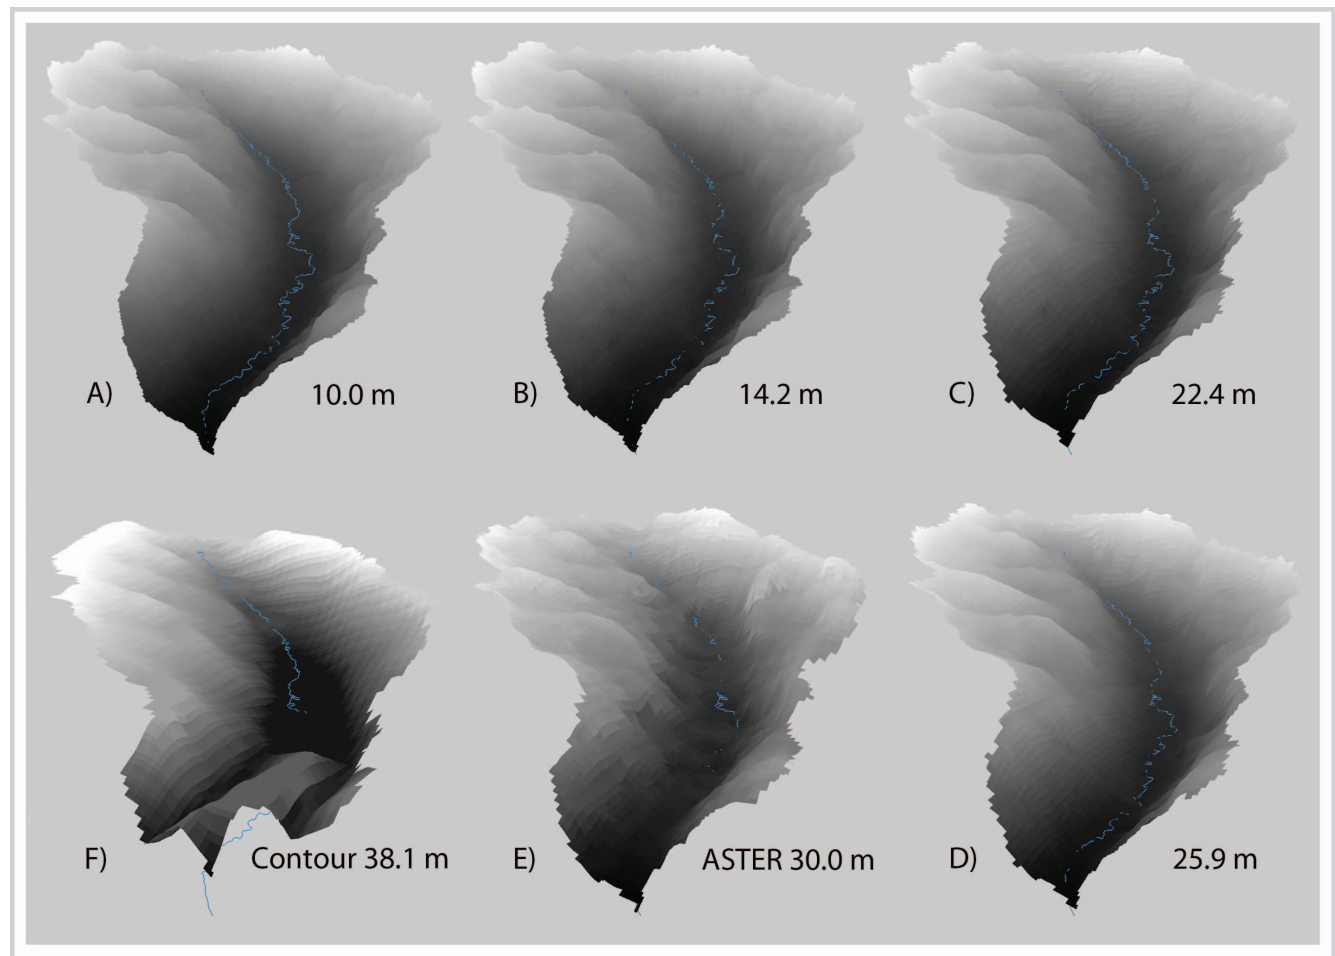 A) 10.0 m
B) 14.2 m
C) 22.4 m
F) Contour 38.1 m
E) ASTER 30.0 m
D) 25.9 m